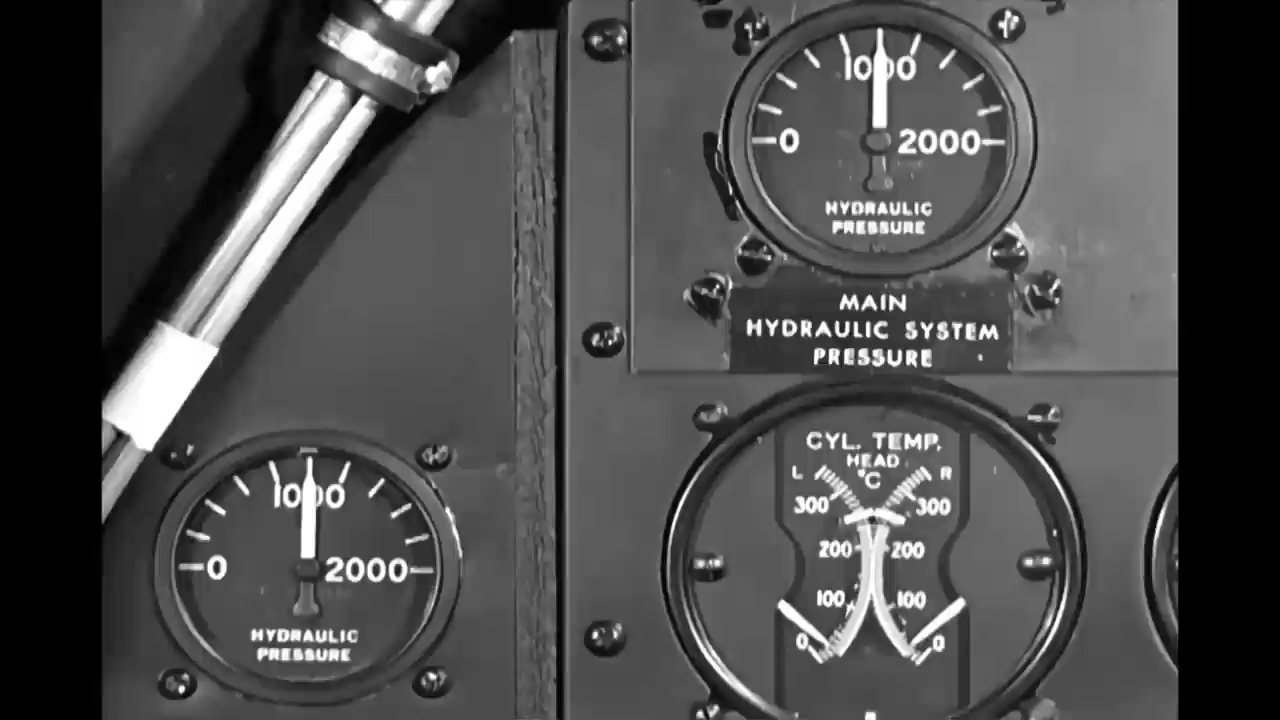 1000
0 2000
HYDRAULIC
PRESSURE
MAIN
HYDRAULIC SYSTEM
PRESSURE
CYL. TEMP.
HEAD
L °C R
300 300
200 200
100 100
0 0
1000
0 2000
HYDRAULIC
PRESSURE